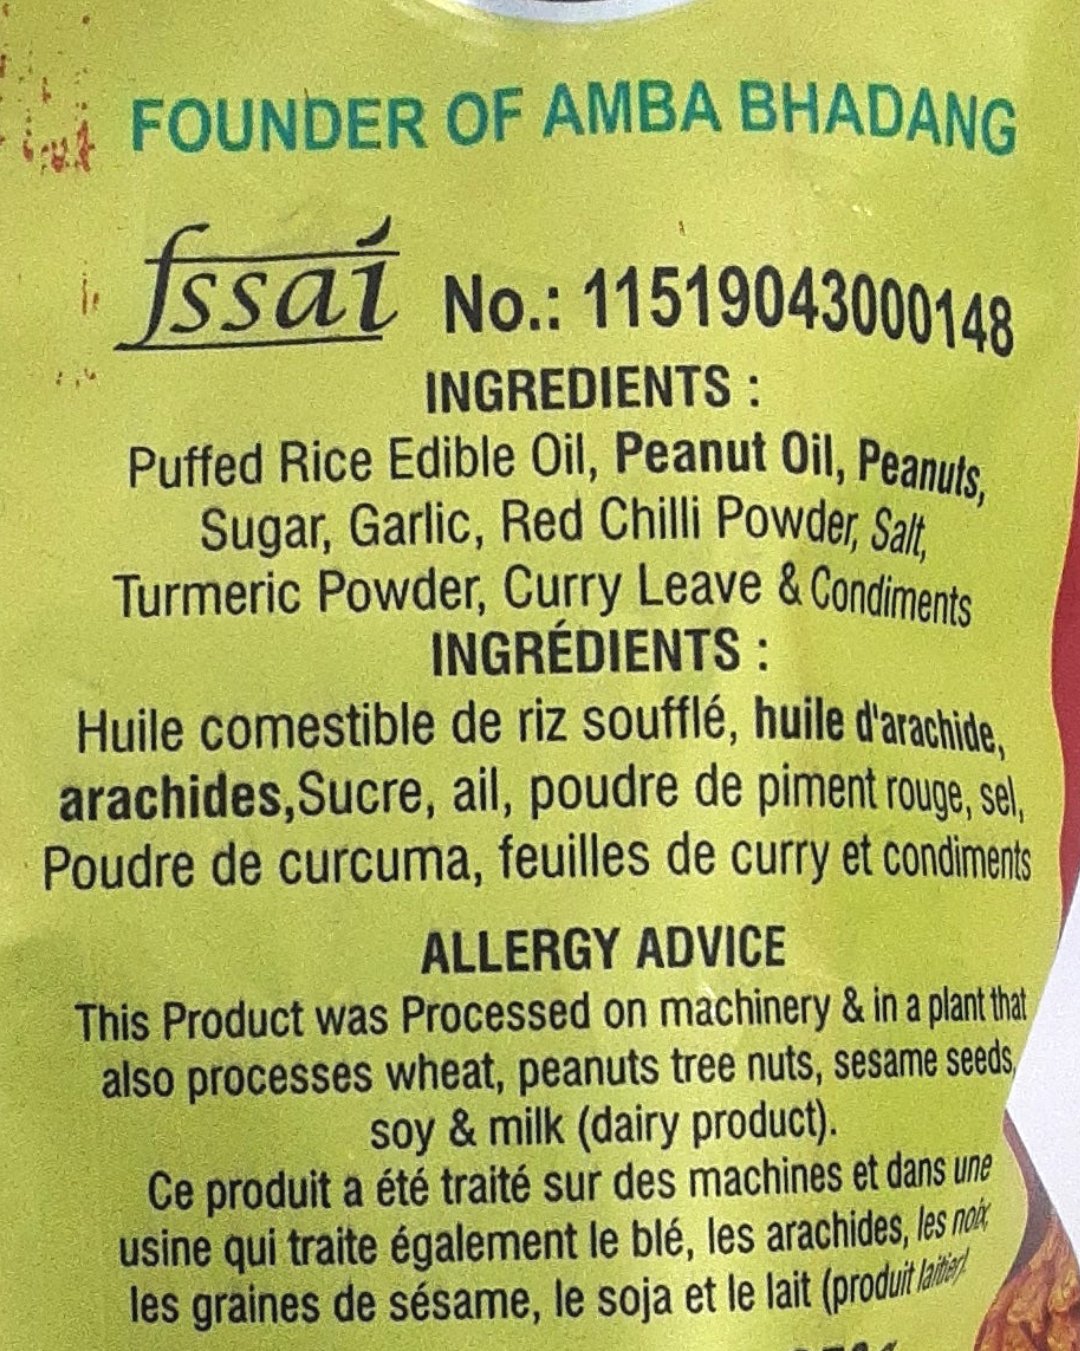 FOUNDER OF AMBA BHADANG
fssai No.: 11519043000148
INGREDIENTS :
Puffed Rice Edible Oil, Peanut Oil, Peanuts,
Sugar, Garlic, Red Chilli Powder, Salt,
Turmeric Powder, Curry Leave & Condiments
INGRÉDIENTS :
Huile comestible de riz soufflé, huile d'arachide,
arachides,Sucre, ail, poudre de piment rouge, sel,
Poudre de curcuma, feuilles de curry et condiments
ALLERGY ADVICE
This Product was Processed on machinery & in a plant that
also processes wheat, peanuts tree nuts, sesame seeds,
soy & milk (dairy product).
Ce produit a été traité sur des machines et dans une
usine qui traite également le blé, les arachides, les noix,
les graines de sésame, le soja et le lait (produit laitier).